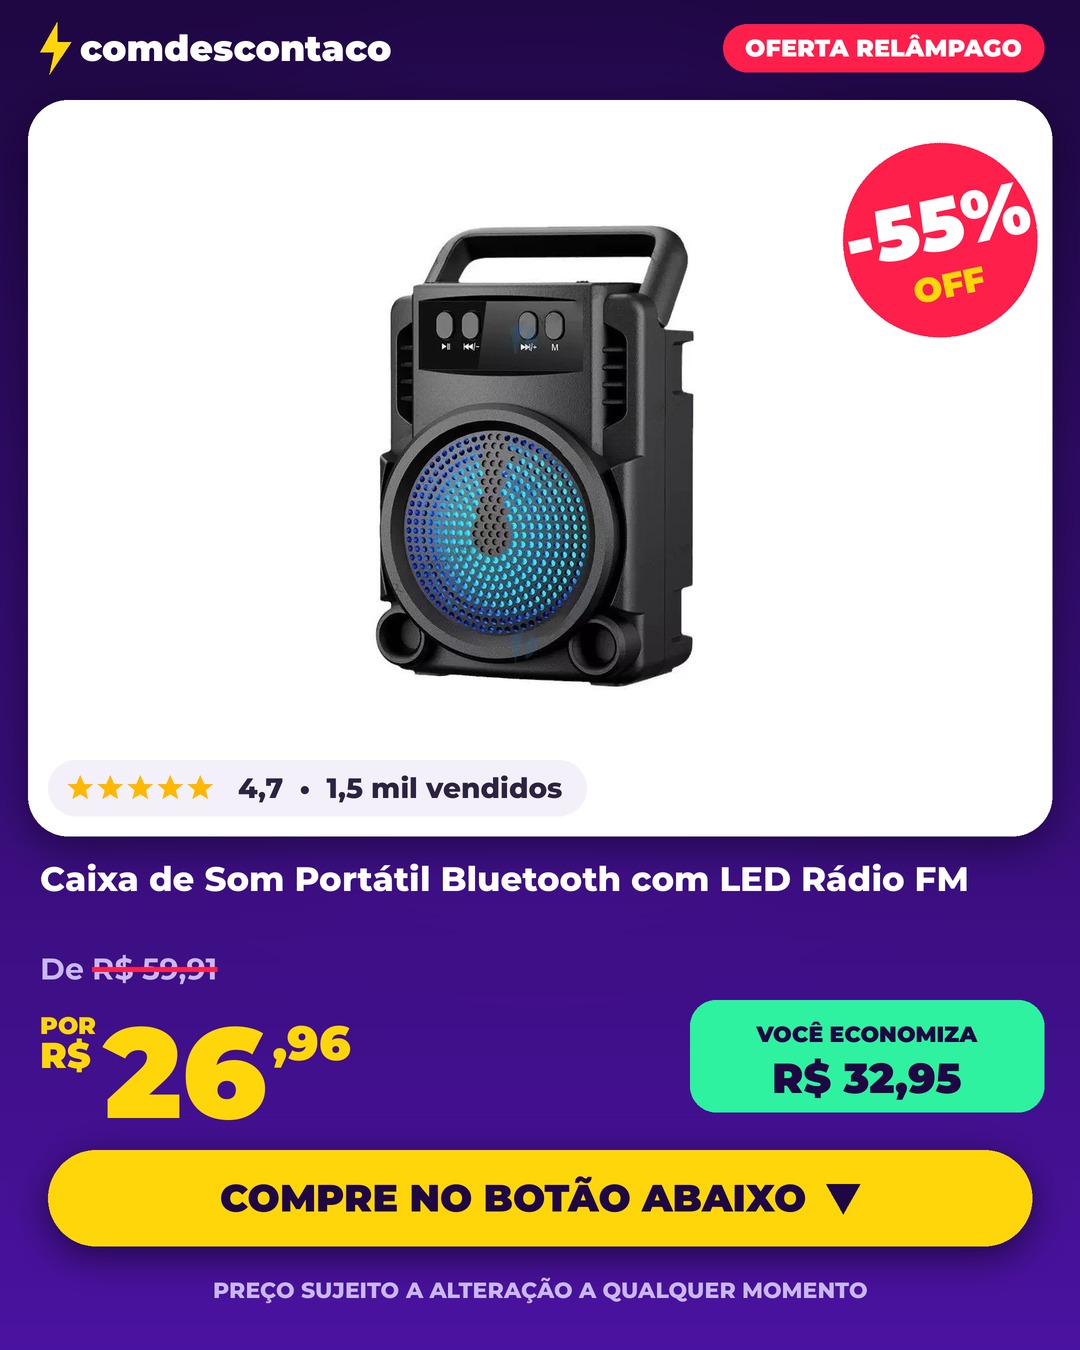 comdescontaco
OFERTA RELÂMPAGO
-55%
OFF
M
4,7 • 1,5 mil vendidos
Caixa de Som Portátil Bluetooth com LED Rádio FM
De R$ 59,91
POR
R$ 26,96
VOCÊ ECONOMIZA
R$ 32,95
COMPRE NO BOTÃO ABAIXO ▼
PREÇO SUJEITO A ALTERAÇÃO A QUALQUER MOMENTO